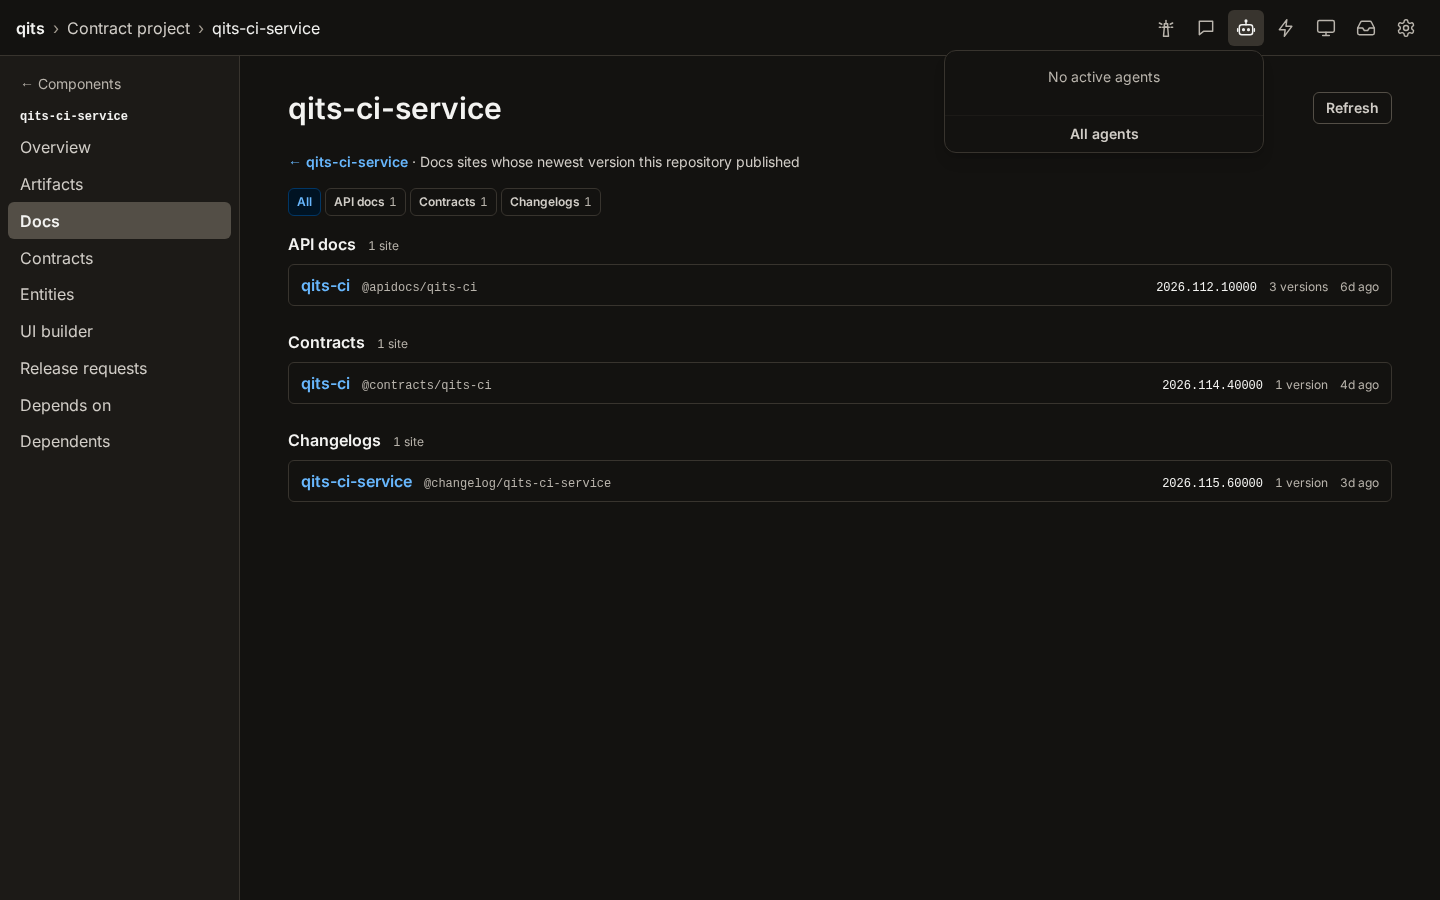 qits › Contract project › qits-ci-service
No active agents
All agents
← Components
qits-ci-service
Overview
Artifacts
Docs
Contracts
Entities
UI builder
Release requests
Depends on
Dependents
qits-ci-service
Refresh
← qits-ci-service · Docs sites whose newest version this repository published
All
API docs 1
Contracts 1
Changelogs 1
API docs 1 site
qits-ci @apidocs/qits-ci 2026.112.10000 3 versions 6d ago
Contracts 1 site
qits-ci @contracts/qits-ci 2026.114.40000 1 version 4d ago
Changelogs 1 site
qits-ci-service @changelog/qits-ci-service 2026.115.60000 1 version 3d ago